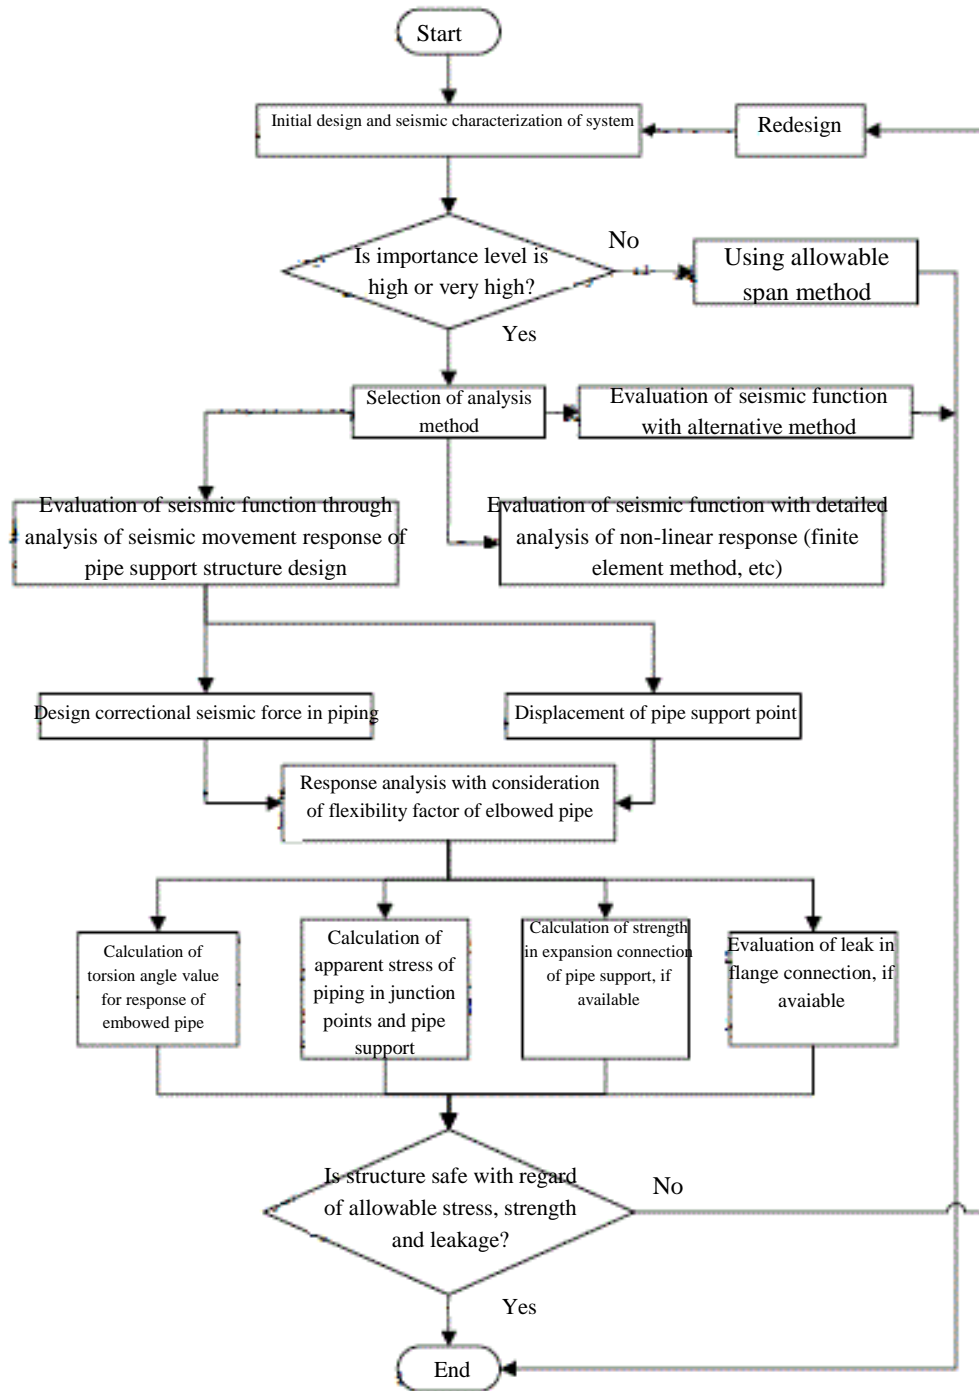 Start
Initial design and seismic characterization of system
Redesign
Is importance level is
high or very high?
No
Using allowable
span method
Yes
Selection of analysis
method
Evaluation of seismic function
with alternative method
Evaluation of seismic function through
analysis of seismic movement response of
pipe support structure design
Evaluation of seismic function with detailed
analysis of non-linear response (finite
element method, etc)
Design correctional seismic force in piping
Displacement of pipe support point
Response analysis with consideration
of flexibility factor of elbowed pipe
Calculation of
torsion angle value
for response of
embowed pipe
Calculation of
apparent stress of
piping in junction
points and pipe
support
Calculation of strength
in expansion connection
of pipe support, if
available
Evaluation of leak in
flange connection, if
avaiable
Is structure safe with regard
of allowable stress, strength
and leakage?
No
Yes
End